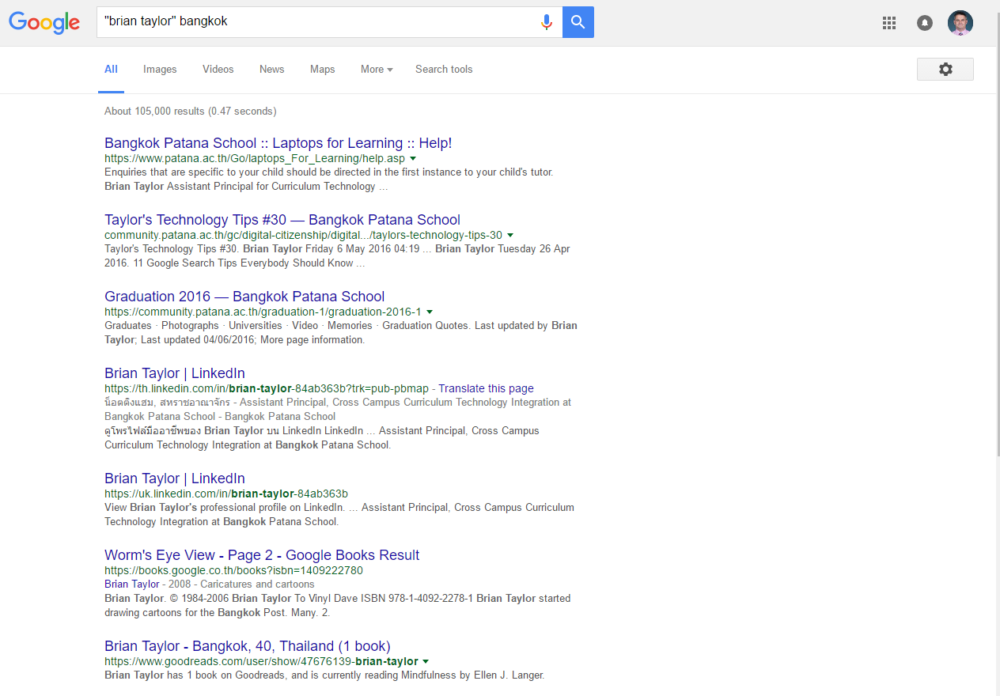 Google
"brian taylor" bangkok
All Images Videos News Maps More Search tools
About 105,000 results (0.47 seconds)
Bangkok Patana School :: Laptops for Learning :: Help!
https://www.patana.ac.th/Go/laptops_For_Learning/help.asp
Enquiries that are specific to your child should be directed in the first instance to your child's tutor.
Brian Taylor Assistant Principal for Curriculum Technology ...
Taylor's Technology Tips #30 — Bangkok Patana School
community.patana.ac.th/gc/digital-citizenship/digital.../taylors-technology-tips-30
Taylor's Technology Tips #30. Brian Taylor Friday 6 May 2016 04:19 ... Brian Taylor Tuesday 26 Apr
2016. 11 Google Search Tips Everybody Should Know ...
Graduation 2016 — Bangkok Patana School
https://community.patana.ac.th/graduation-1/graduation-2016-1
Graduates · Photographs · Universities · Video · Memories · Graduation Quotes. Last updated by Brian
Taylor; Last updated 04/06/2016; More page information.
Brian Taylor | LinkedIn
https://th.linkedin.com/in/brian-taylor-84ab363b?trk=pub-pbmap - Translate this page
น็อตติงแฮม, สหราชอาณาจักร - Assistant Principal, Cross Campus Curriculum Technology Integration at
Bangkok Patana School - Bangkok Patana School
ดูโพรไฟล์มืออาชีพของ Brian Taylor บน LinkedIn LinkedIn ... Assistant Principal, Cross Campus
Curriculum Technology Integration at Bangkok Patana School.
Brian Taylor | LinkedIn
https://uk.linkedin.com/in/brian-taylor-84ab363b
View Brian Taylor's professional profile on LinkedIn. ... Assistant Principal, Cross Campus Curriculum
Technology Integration at Bangkok Patana School.
Worm's Eye View - Page 2 - Google Books Result
https://books.google.co.th/books?isbn=1409222780
Brian Taylor - 2008 - Caricatures and cartoons
Brian Taylor. © 1984-2006 Brian Taylor To Vinyl Dave ISBN 978-1-4092-2278-1 Brian Taylor started
drawing cartoons for the Bangkok Post. Many. 2.
Brian Taylor - Bangkok, 40, Thailand (1 book)
https://www.goodreads.com/user/show/47676139-brian-taylor
Brian Taylor has 1 book on Goodreads, and is currently reading Mindfulness by Ellen J. Langer.